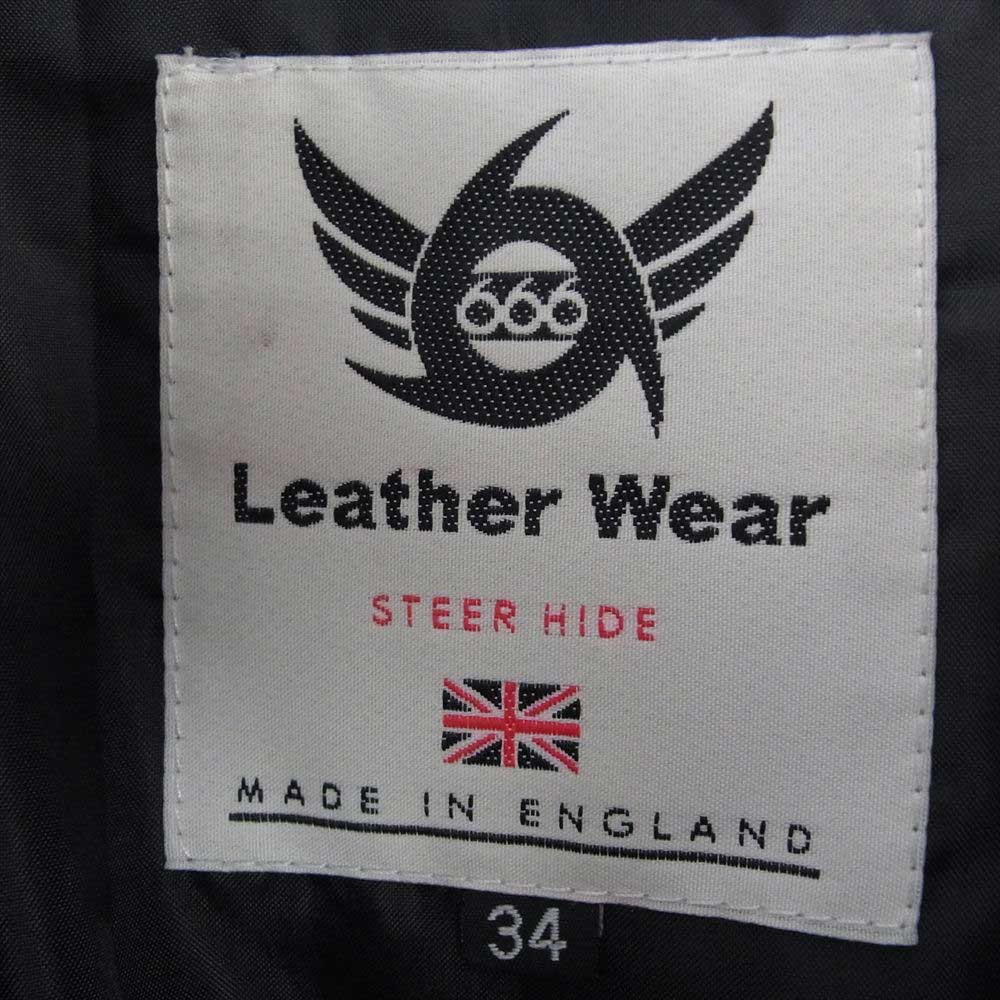 666
Leather Wear
STEER HIDE
MADE IN ENGLAND
34